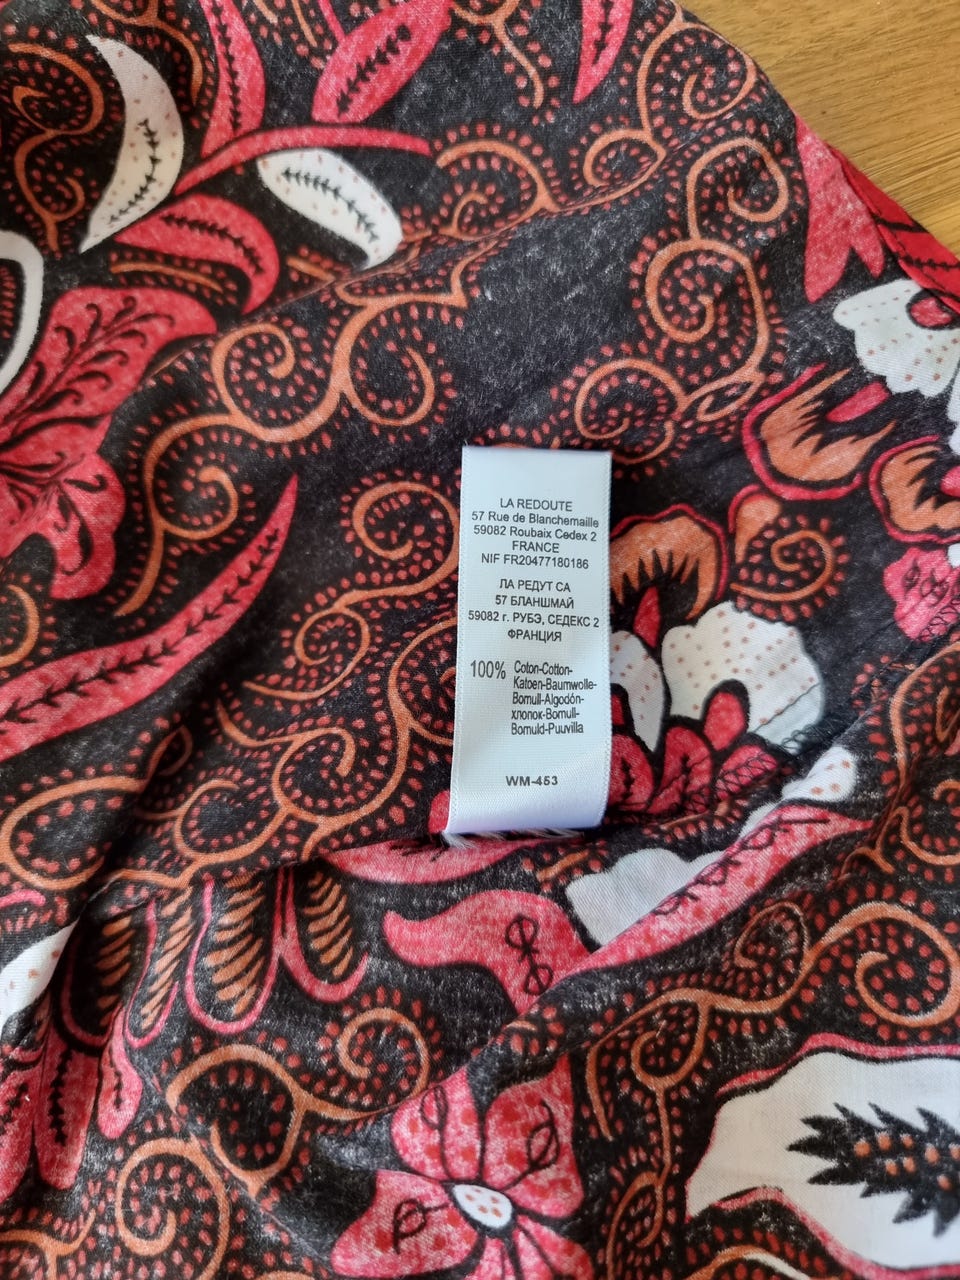 LA REDOUTE
57 Rue de Blanchemaille
59082 Roubaix Cedex 2
FRANCE
NIF FR20477180186
ЛА РЕДУТ СА
57 БЛАНШМАЙ
59082 г. РУБЭ, СЕДЕКС 2
ФРАНЦИЯ
100% Coton-Cotton-
Katoen-Baumwolle-
Bomull-Algodón-
хлопок-Bomull-
Bomuld-Puuvilla
WM-453